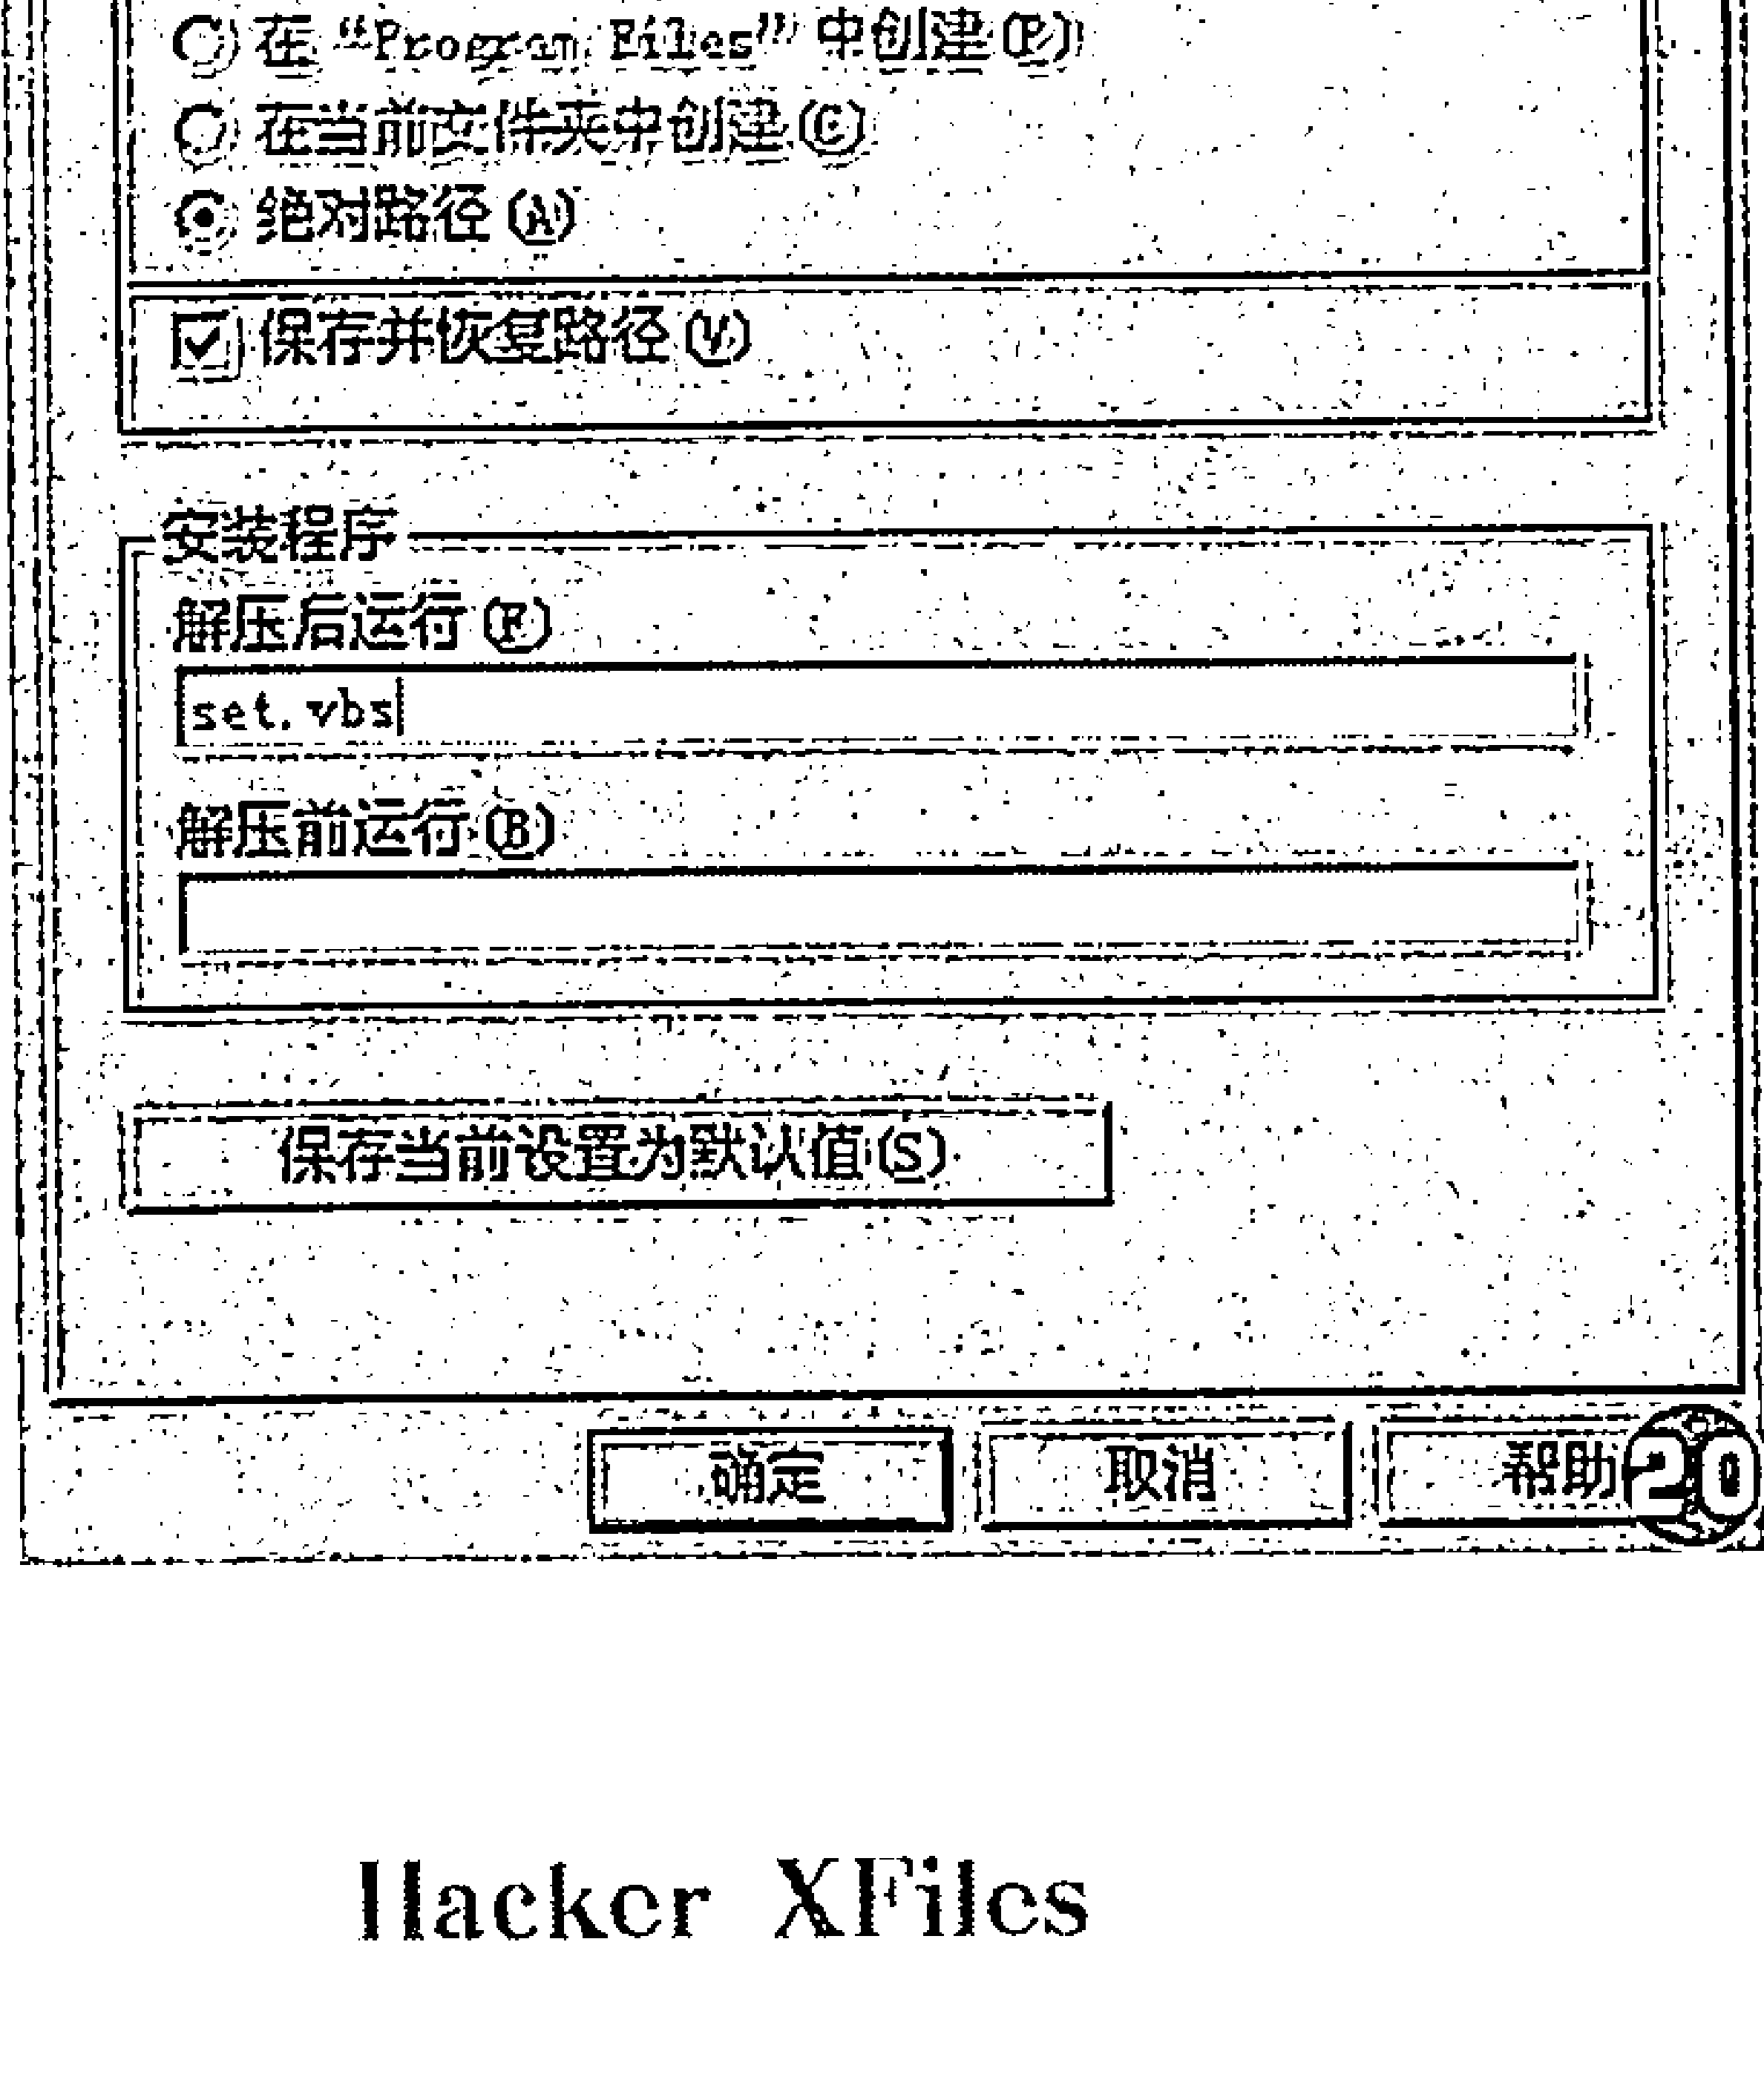 在 “Program Files” 中创建(P)
在当前文件夹中创建(C)
绝对路径(A)
保存并恢复路径(V)
安装程序
解压后运行(F)
set.vbs
解压前运行(B)
保存当前设置为默认值(S)
确定 取消 帮助
20
Hacker XFiles